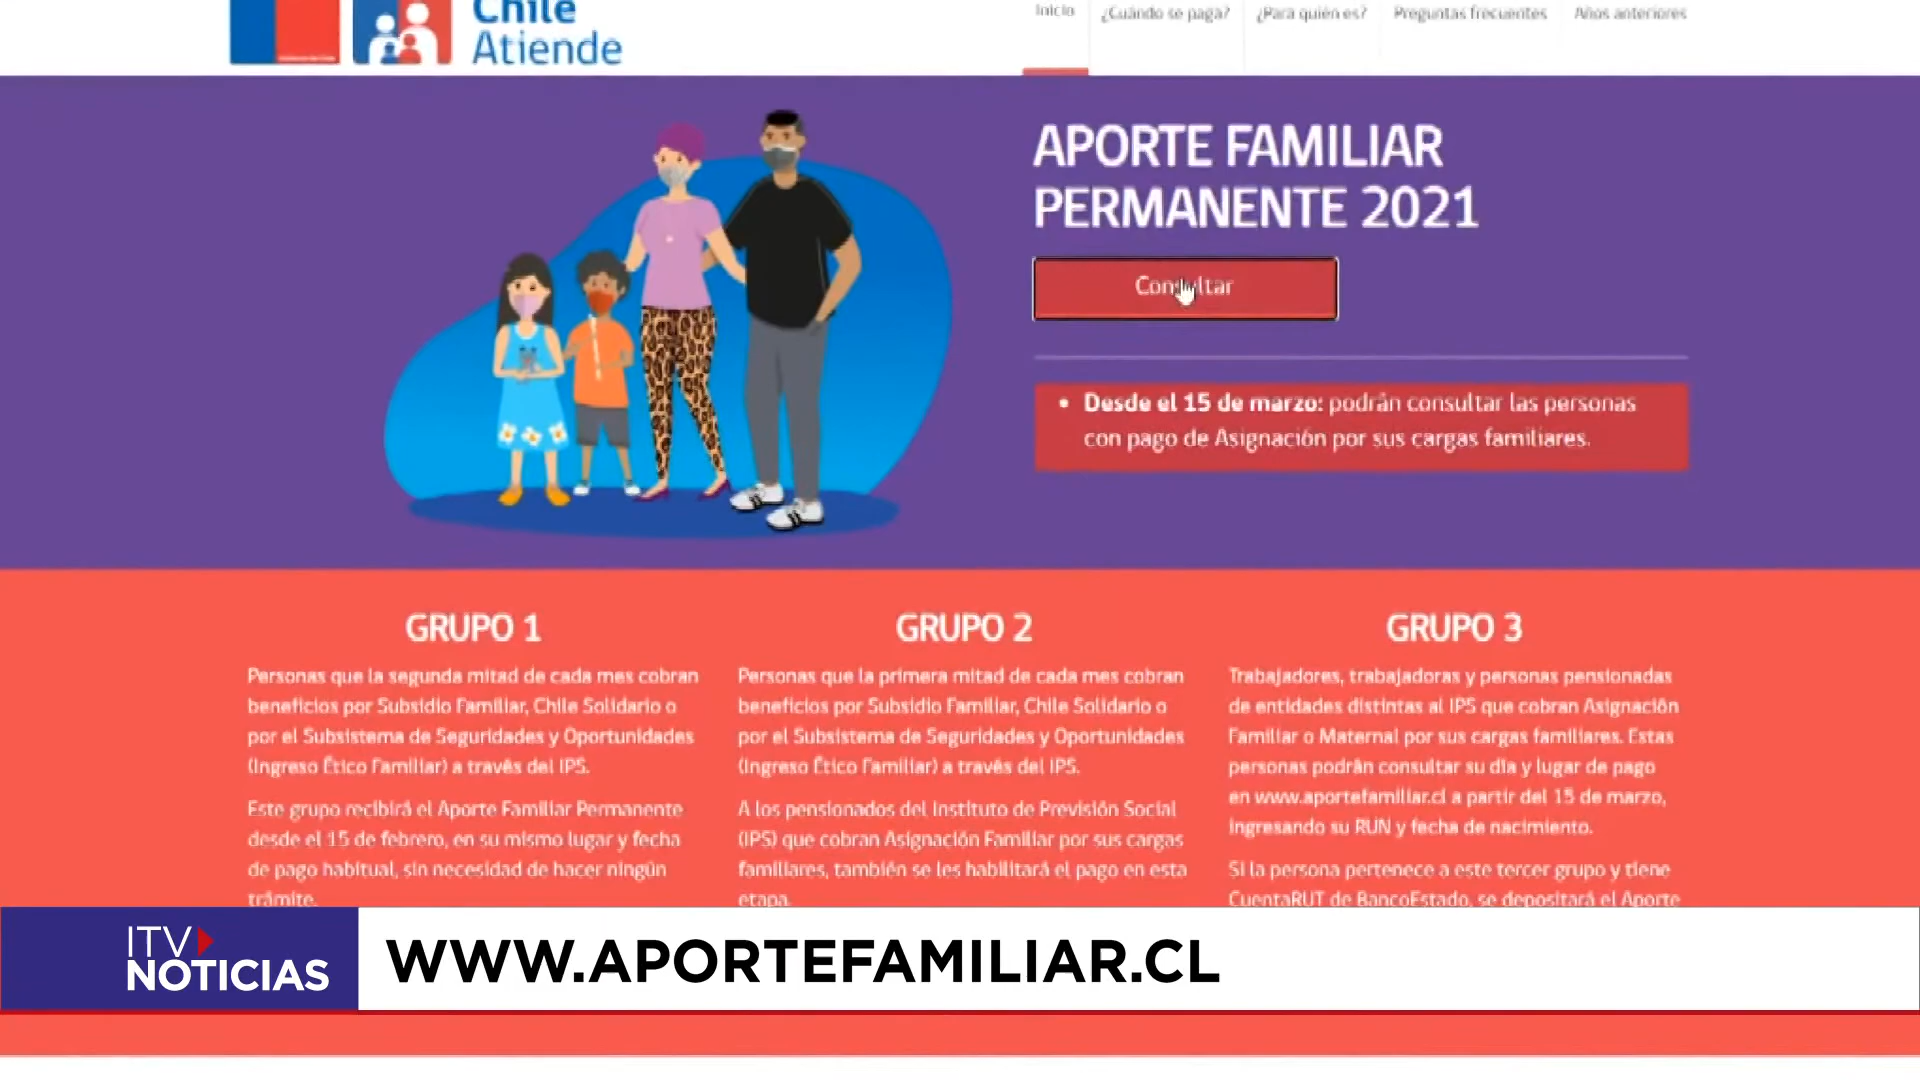 Chile
Atiende
Inicio
¿Cuándo se paga?
¿Para quién es?
Preguntas frecuentes
Años anteriores
APORTE FAMILIAR
PERMANENTE 2021
Consultar
• Desde el 15 de marzo: podrán consultar las personas
con pago de Asignación por sus cargas familiares.
GRUPO 1
Personas que la segunda mitad de cada mes cobran
beneficios por Subsidio Familiar, Chile Solidario o
por el Subsistema de Seguridades y Oportunidades
(Ingreso Ético Familiar) a través del IPS.
Este grupo recibirá el Aporte Familiar Permanente
desde el 15 de febrero, en su mismo lugar y fecha
de pago habitual, sin necesidad de hacer ningún
trámite.
GRUPO 2
Personas que la primera mitad de cada mes cobran
beneficios por Subsidio Familiar, Chile Solidario o
por el Subsistema de Seguridades y Oportunidades
(Ingreso Ético Familiar) a través del IPS.
A los pensionados del Instituto de Previsión Social
(IPS) que cobran Asignación Familiar por sus cargas
familiares, también se les habilitará el pago en esta
etapa.
GRUPO 3
Trabajadores, trabajadoras y personas pensionadas
de entidades distintas al IPS que cobran Asignación
Familiar o Maternal por sus cargas familiares. Estas
personas podrán consultar su día y lugar de pago
en www.aportefamiliar.cl a partir del 15 de marzo,
ingresando su RUN y fecha de nacimiento.
Si la persona pertenece a este tercer grupo y tiene
CuentaRUT de BancoEstado, se depositará el Aporte
ITV
NOTICIAS
WWW.APORTEFAMILIAR.CL